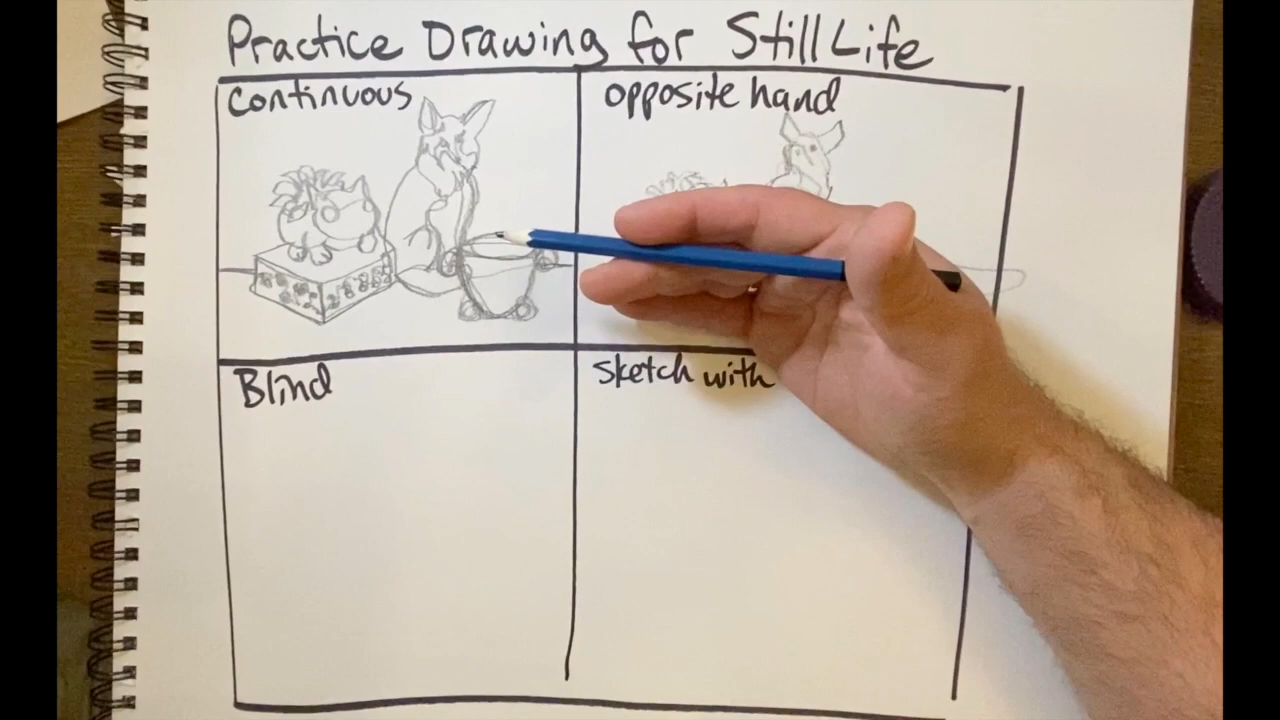 Practice Drawing for Still Life
continuous
opposite hand
Blind
Sketch with